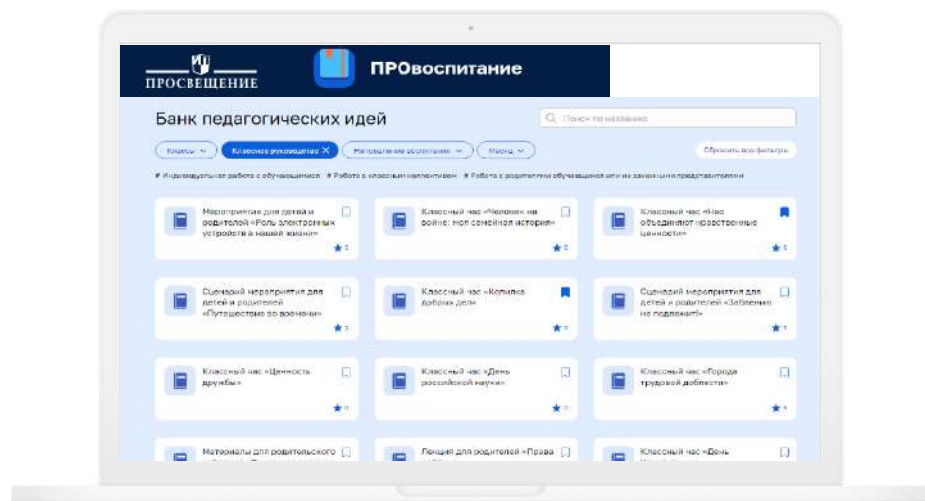 ПРОСВЕЩЕНИЕ
ПРОвоспитание
Банк педагогических идей
Поиск по названию
Классы
Классное руководство X
Направление воспитания
Месяц
Сбросить все фильтры
# Индивидуальная работа с обучающимися # Работа с классным коллективом # Работа с родителями обучающихся или их законными представителями
Мероприятие для детей и
родителей «Роль электронных
устройств в нашей жизни»
Классный час «Человек на
войне: моя семейная история»
Классный час «Нас
объединяют нравственные
ценности»
Сценарий мероприятия для
детей и родителей
«Путешествие во времени»
Классный час «Копилка
добрых дел»
Сценарий мероприятия для
детей и родителей «Забвению
не подлежит!»
Классный час «Ценность
дружбы»
Классный час «День
российской науки»
Классный час «Города
трудовой доблести»
Материалы для родительского
Лекция для родителей «Права
Классный час «День